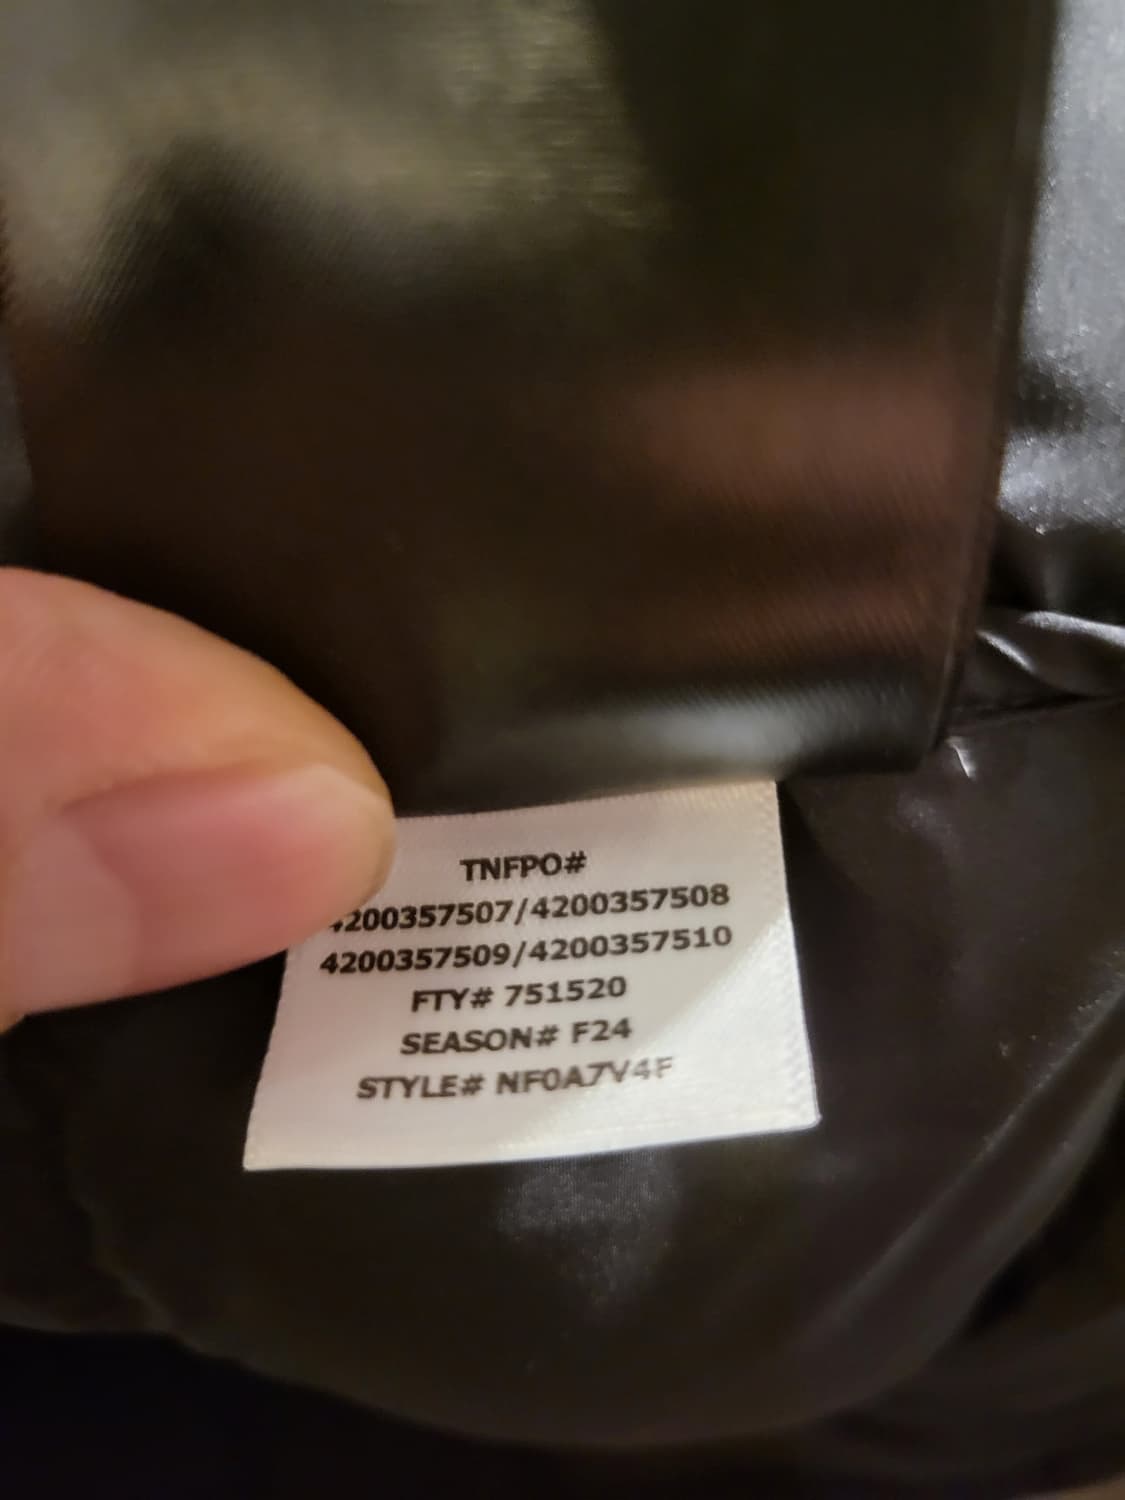 TNFPO#
4200357507/4200357508
4200357509/4200357510
FTY# 751520
SEASON# F24
STYLE# NF0A7V4F